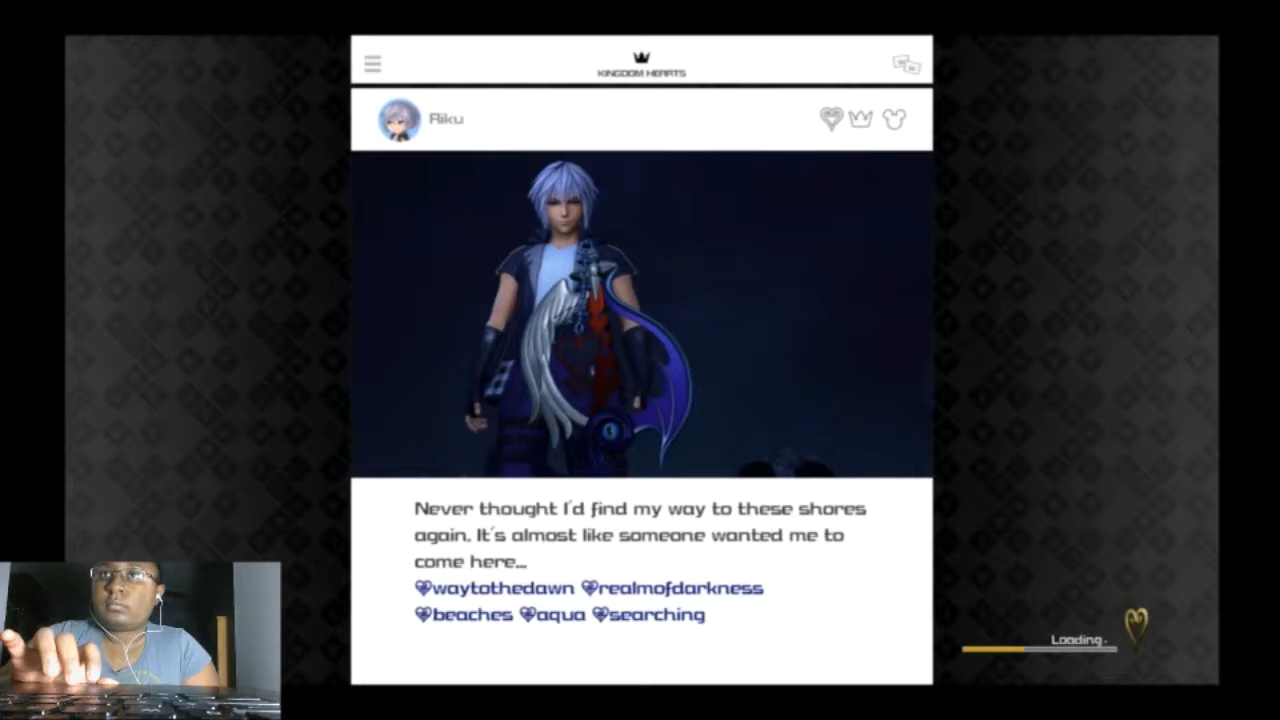 KINGDOM HEARTS
Riku
Never thought I'd find my way to these shores
again. It's almost like someone wanted me to
come here...
waytothedawn realmofdarkness
beaches aqua searching
Loading.